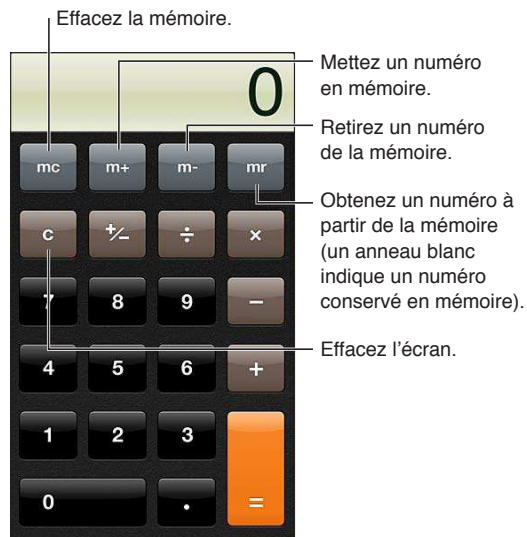 Effacez la mémoire.
0
Mettez un numéro
en mémoire.
Retirez un numéro
de la mémoire.
mc m+ m- mr
Obtenez un numéro à
partir de la mémoire
(un anneau blanc
indique un numéro
conservé en mémoire).
c +/− ÷ ×
7 8 9 −
Effacez l'écran.
4 5 6 +
1 2 3
0 . =